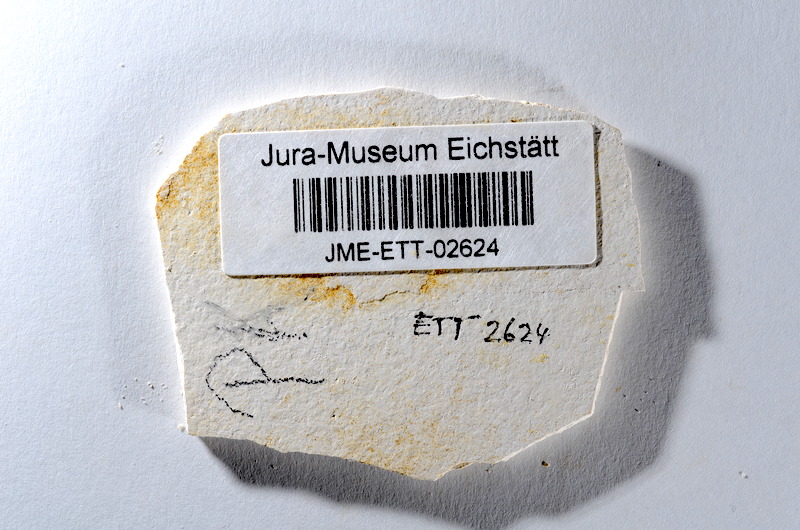 Jura-Museum Eichstätt
JME-ETT-02624
ETT 2624